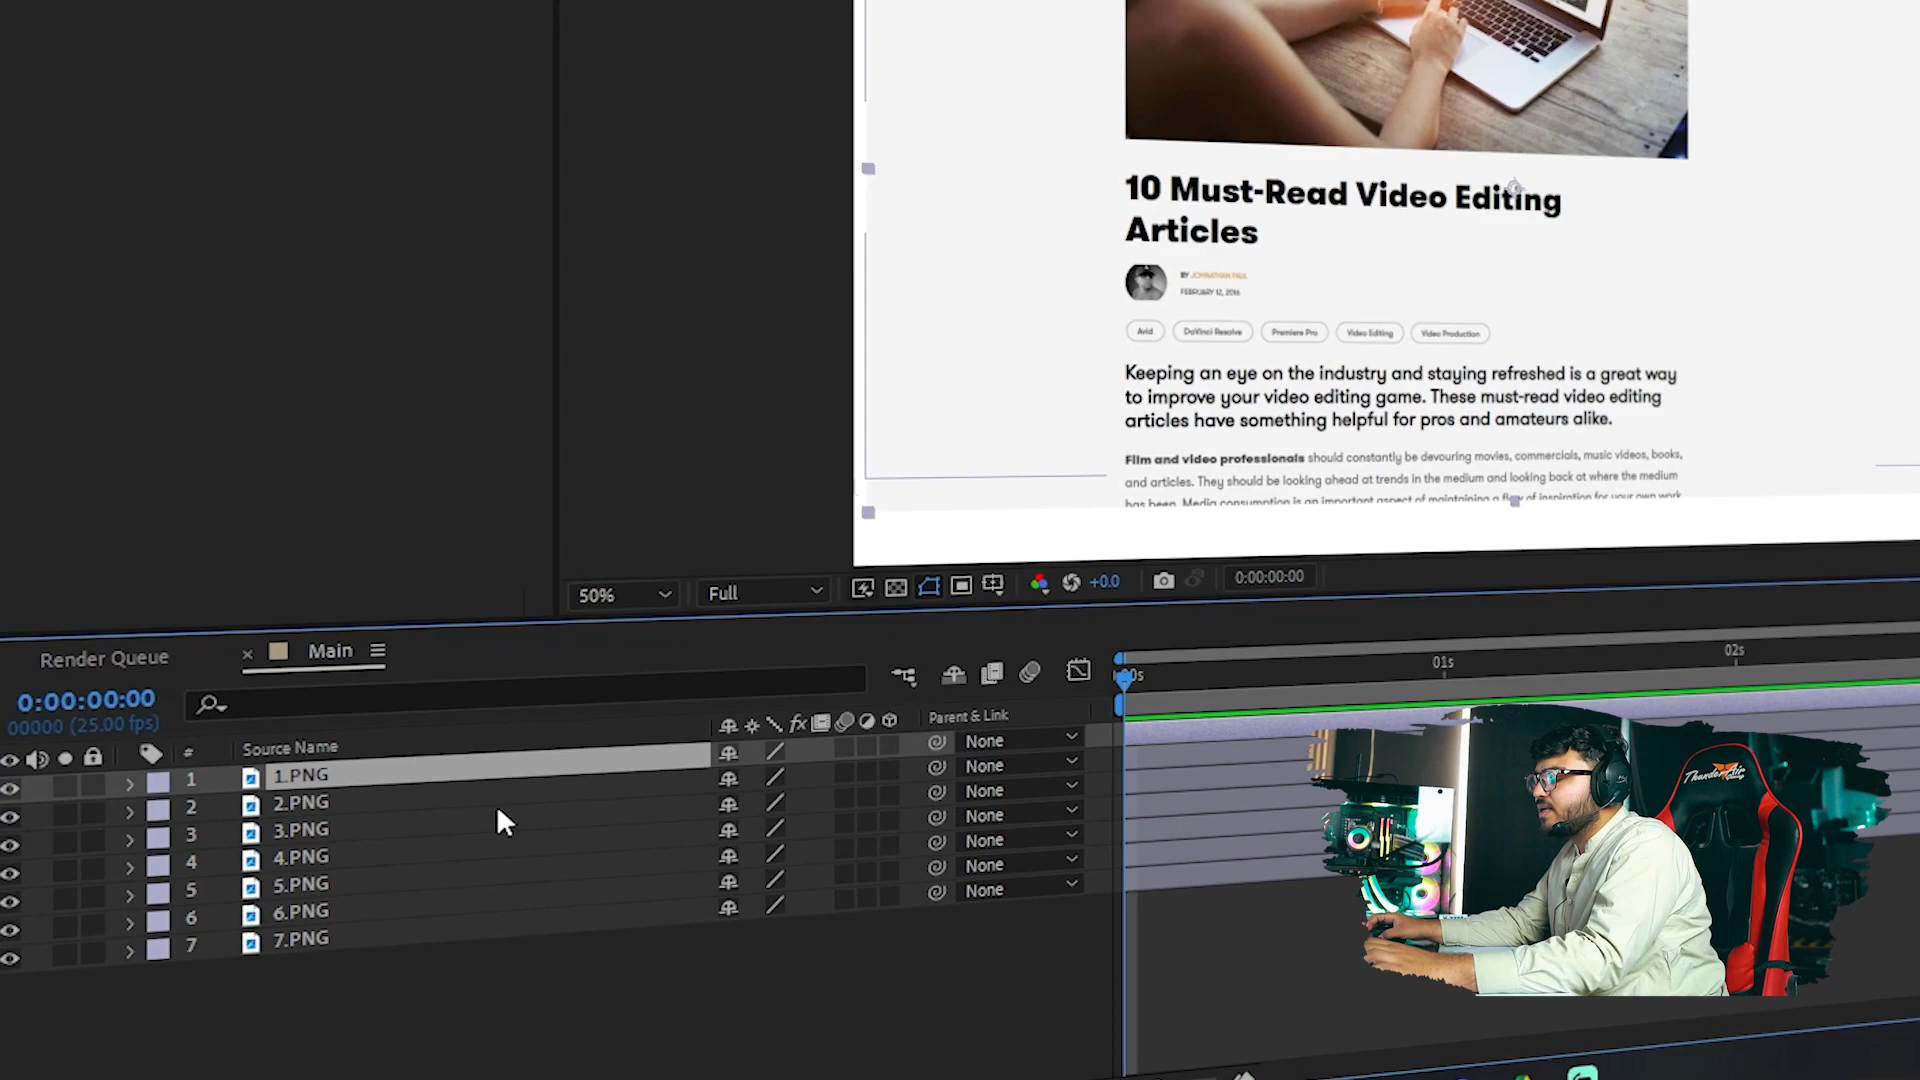 10 Must-Read Video Editing
Articles
BY JOHNATHAN PAUL
FEBRUARY 12, 2016
Avid
DaVinci Resolve
Premiere Pro
Video Editing
Video Production
Keeping an eye on the industry and staying refreshed is a great way
to improve your video editing game. These must-read video editing
articles have something helpful for pros and amateurs alike.
Film and video professionals should constantly be devouring movies, commercials, music videos, books,
and articles. They should be looking ahead at trends in the medium and looking back at where the medium
has been. Media consumption is an important aspect of maintaining a flow of inspiration for your own work
50%
Full
+0.0
0:00:00:00
Render Queue
× Main
0:00:00:00
00000 (25.00 fps)
:00s
01s
02s
# Source Name
fx
Parent & Link
1 1.PNG None
2 2.PNG None
3 3.PNG None
4 4.PNG None
5 5.PNG None
6 6.PNG None
7 7.PNG None
ThunderX